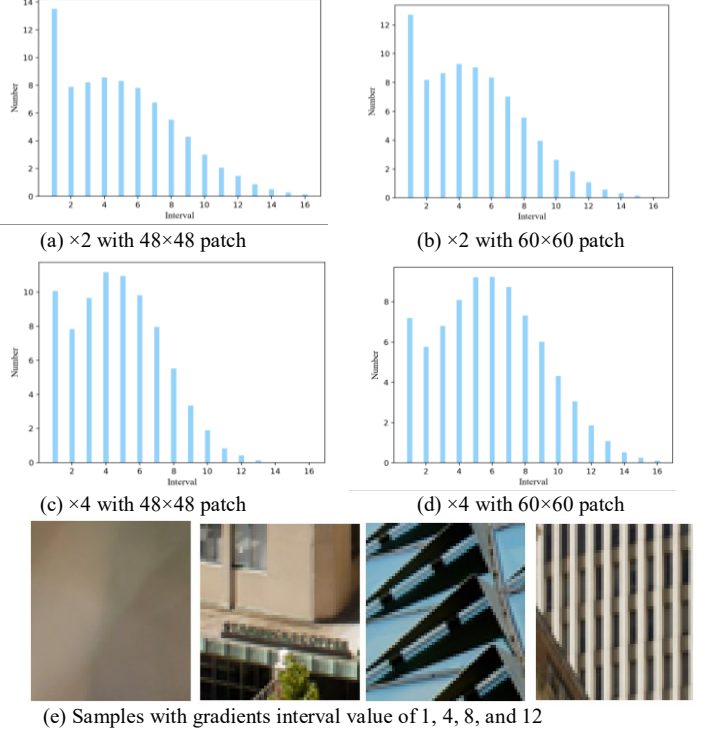 14
12
10
8
6
4
2
0
Number
2 4 6 8 10 12 14 16
Interval
12
10
8
6
4
2
0
Number
2 4 6 8 10 12 14 16
Interval
(a) ×2 with 48×48 patch
(b) ×2 with 60×60 patch
10
8
6
4
2
0
Number
2 4 6 8 10 12 14 16
Interval
8
6
4
2
0
Number
2 4 6 8 10 12 14 16
Interval
(c) ×4 with 48×48 patch
(d) ×4 with 60×60 patch
(e) Samples with gradients interval value of 1, 4, 8, and 12